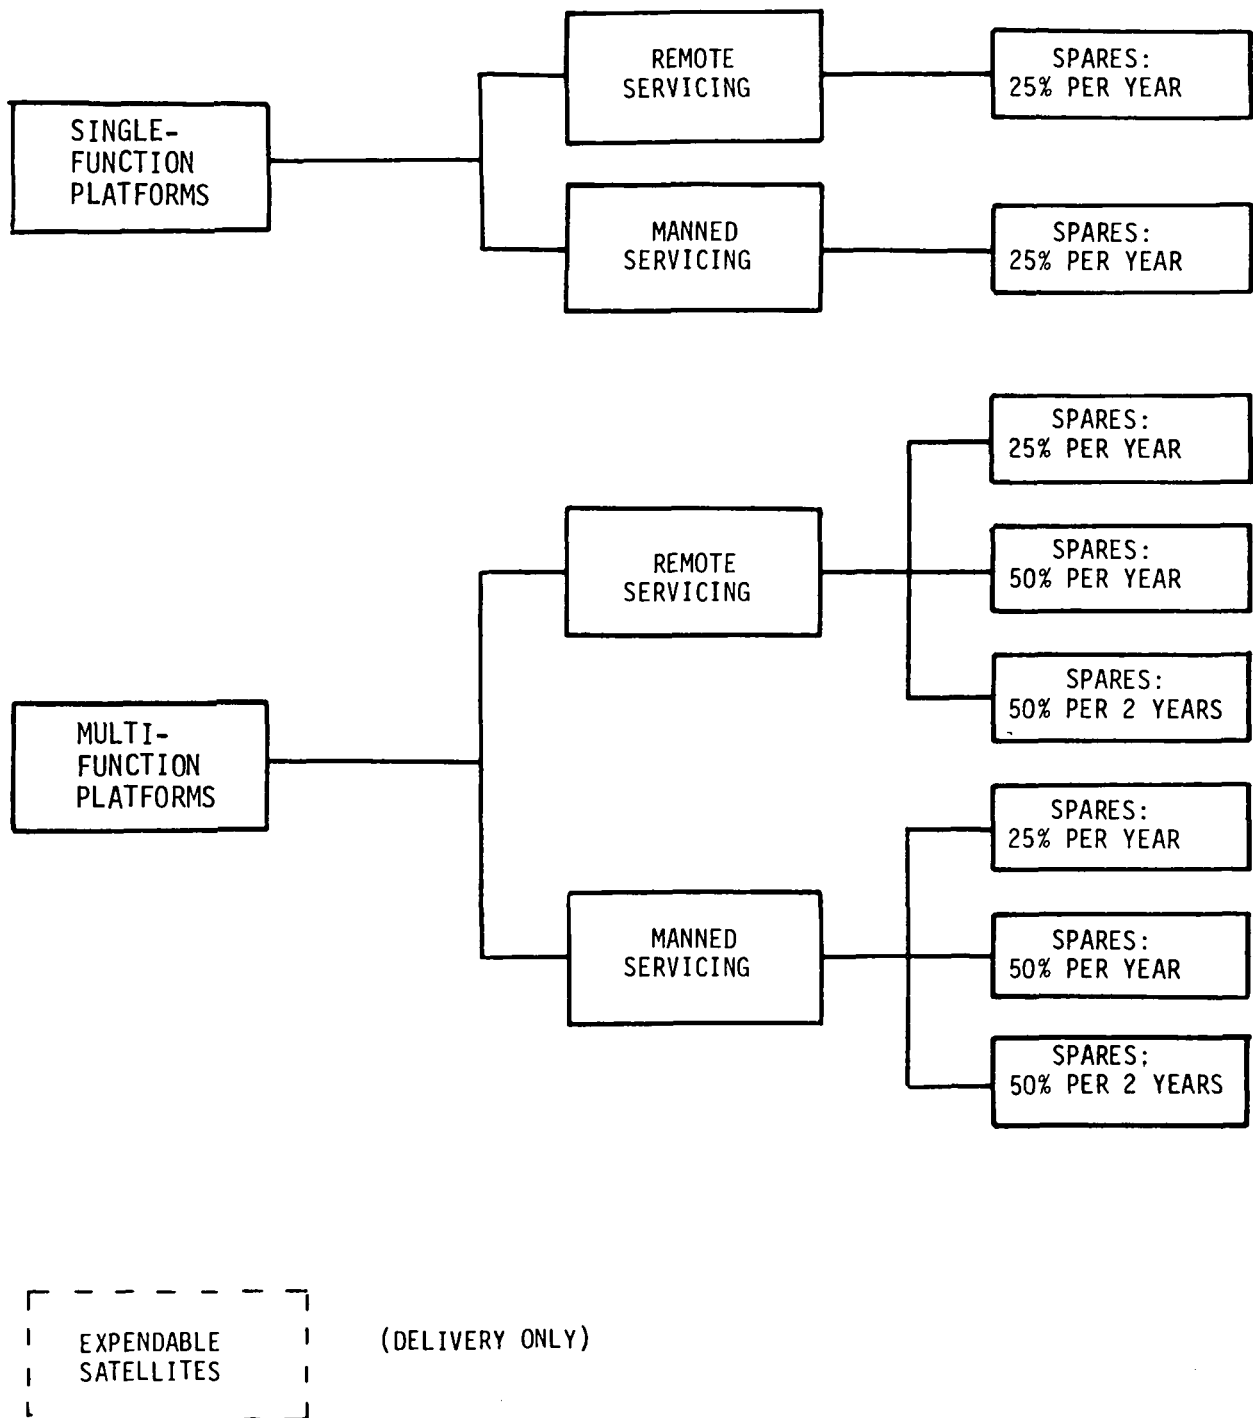 REMOTE
SERVICING
SPARES:
25% PER YEAR
SINGLE-
FUNCTION
PLATFORMS
MANNED
SERVICING
SPARES:
25% PER YEAR
SPARES:
25% PER YEAR
REMOTE
SERVICING
SPARES:
50% PER YEAR
SPARES:
50% PER 2 YEARS
MULTI-
FUNCTION
PLATFORMS
SPARES:
25% PER YEAR
MANNED
SERVICING
SPARES:
50% PER YEAR
SPARES:
50% PER 2 YEARS
EXPENDABLE
SATELLITES
(DELIVERY ONLY)